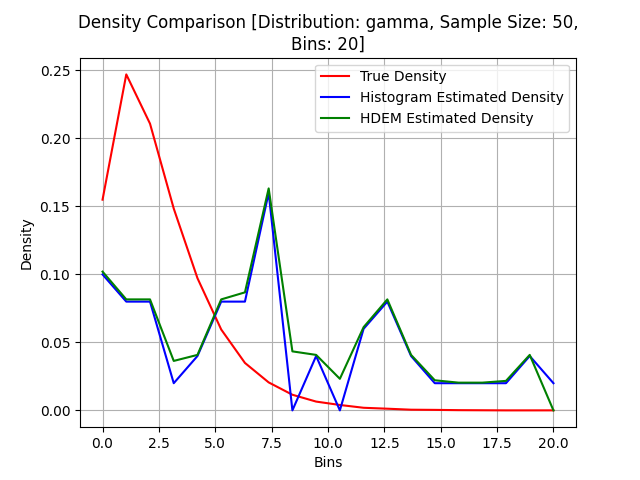 Density Comparison [Distribution: gamma, Sample Size: 50,
Bins: 20]
True Density
Histogram Estimated Density
HDEM Estimated Density
Density
0.25
0.20
0.15
0.10
0.05
0.00
0.0 2.5 5.0 7.5 10.0 12.5 15.0 17.5 20.0
Bins